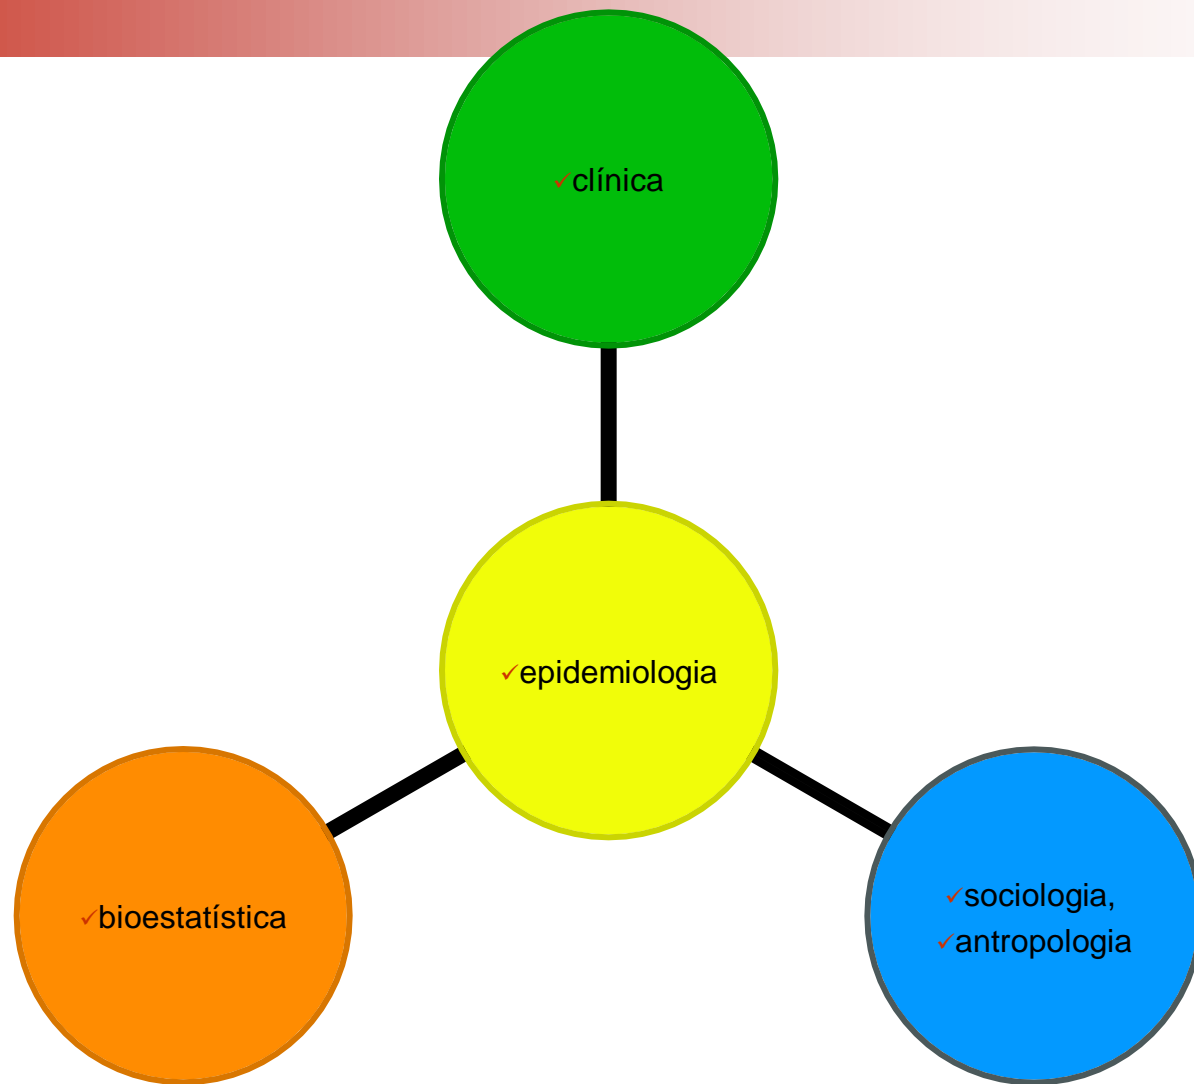 ✓clínica
✓epidemiologia
✓bioestatística
✓sociologia,
✓antropologia